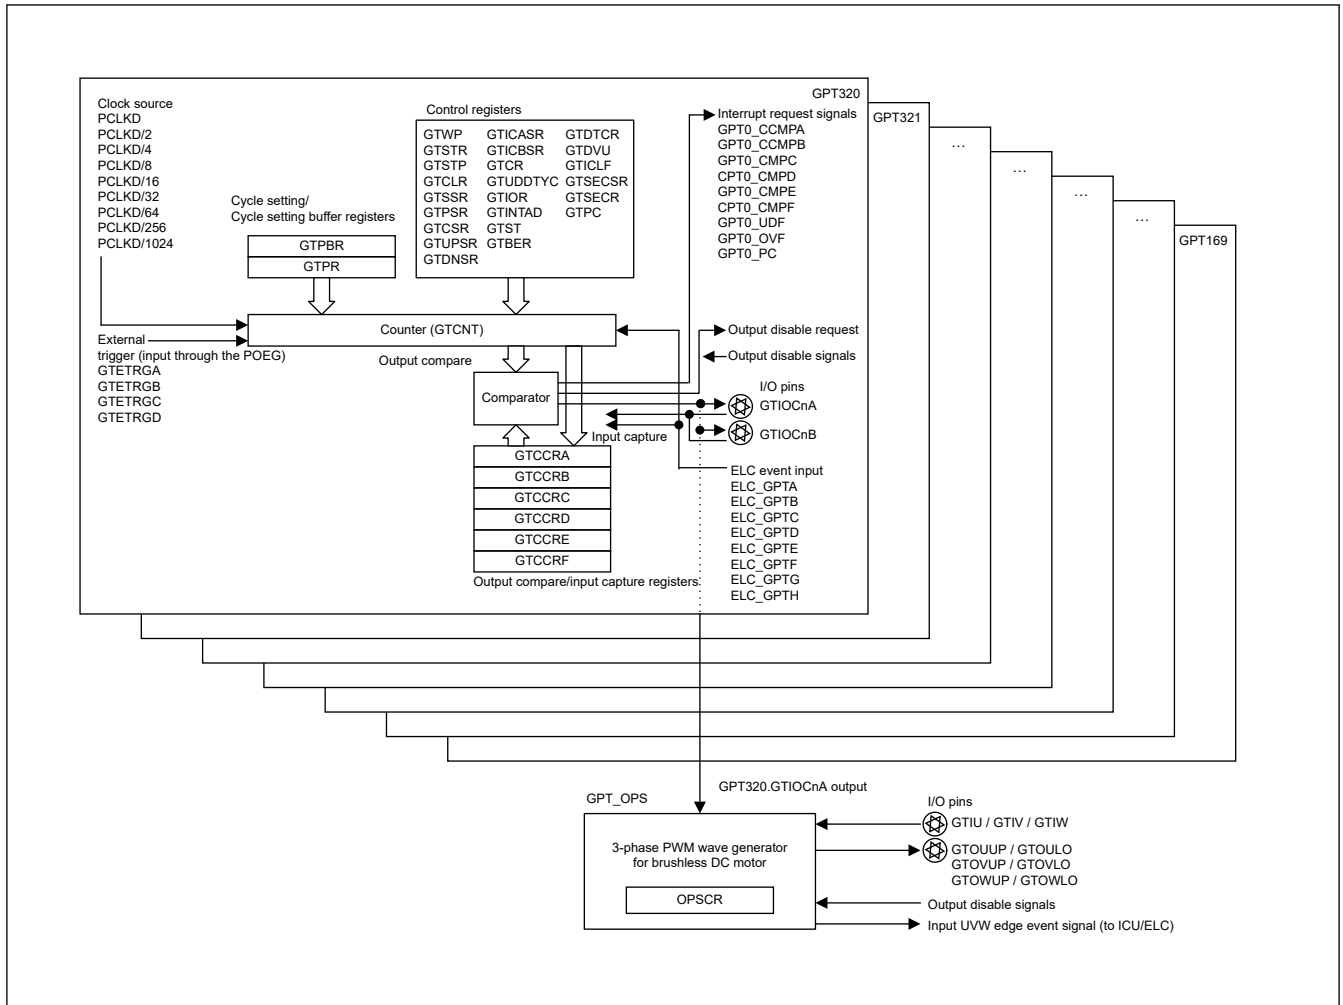 GPT320
GPT321
…
…
…
…
GPT169
Clock source
PCLKD
PCLKD/2
PCLKD/4
PCLKD/8
PCLKD/16
PCLKD/32
PCLKD/64
PCLKD/256
PCLKD/1024
Cycle setting/
Cycle setting buffer registers
GTPBR
GTPR
Control registers
GTWP GTICASR GTDTCR
GTSTR GTICBSR GTDVU
GTSTP GTCR GTICLF
GTCLR GTUDDTYC GTSECSR
GTSSR GTIOR GTSECR
GTPSR GTINTAD GTPC
GTCSR GTST
GTUPSR GTBER
GTDNSR
Interrupt request signals
GPT0_CCMPA
GPT0_CCMPB
GPT0_CMPC
CPT0_CMPD
GPT0_CMPE
CPT0_CMPF
GPT0_UDF
GPT0_OVF
GPT0_PC
Counter (GTCNT)
External
trigger (input through the POEG)
GTETRGA
GTETRGB
GTETRGC
GTETRGD
Output compare
Comparator
Output disable request
Output disable signals
I/O pins
GTIOCnA
GTIOCnB
Input capture
GTCCRA
GTCCRB
GTCCRC
GTCCRD
GTCCRE
GTCCRF
Output compare/input capture registers
ELC event input
ELC_GPTA
ELC_GPTB
ELC_GPTC
ELC_GPTD
ELC_GPTE
ELC_GPTF
ELC_GPTG
ELC_GPTH
GPT320.GTIOCnA output
GPT_OPS
3-phase PWM wave generator
for brushless DC motor
OPSCR
I/O pins
GTIU / GTIV / GTIW
GTOUUP / GTOULO
GTOVUP / GTOVLO
GTOWUP / GTOWLO
Output disable signals
Input UVW edge event signal (to ICU/ELC)